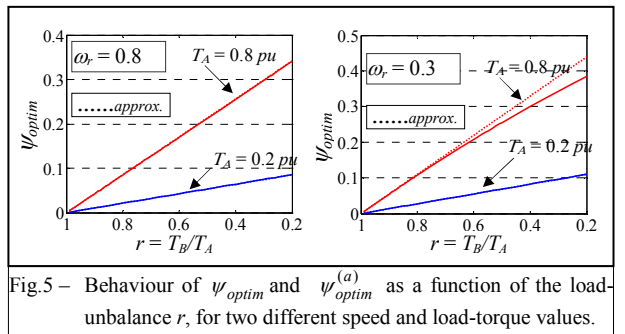 0.4
0.3
0.2
0.1
0
ψoptim
ωr = 0.8
......approx.
TA = 0.8 pu
TA = 0.2 pu
1 0.8 0.6 0.4 0.2
r = TB/TA
0.5
0.4
0.3
0.2
0.1
0
ψoptim
ωr = 0.3
......approx.
TA = 0.8 pu
TA = 0.2 pu
1 0.8 0.6 0.4 0.2
r = TB/TA
Fig.5 – Behaviour of ψoptim and ψoptim(a) as a function of the load-
unbalance r, for two different speed and load-torque values.